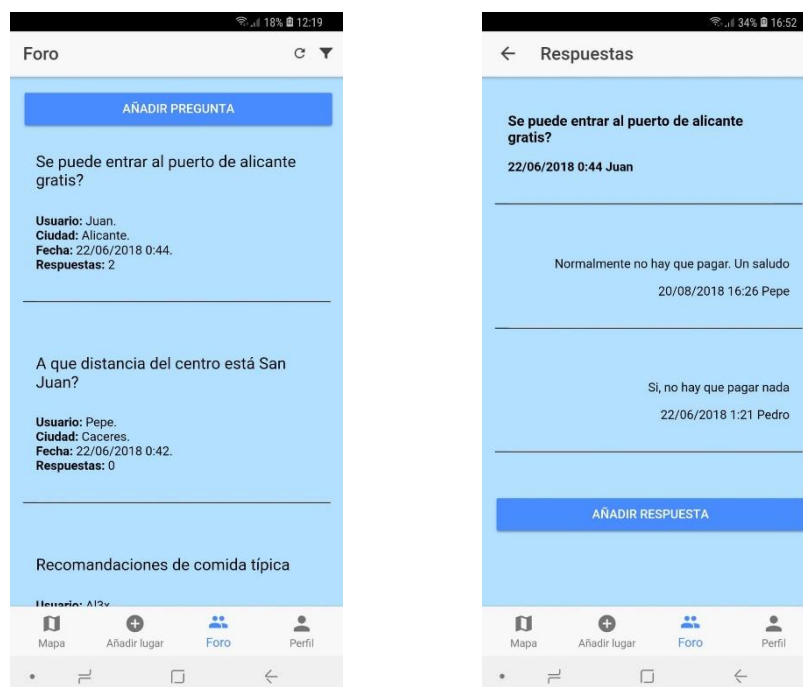 18% 12:19
Foro
AÑADIR PREGUNTA
Se puede entrar al puerto de alicante
gratis?
Usuario: Juan.
Ciudad: Alicante.
Fecha: 22/06/2018 0:44.
Respuestas: 2
A que distancia del centro está San
Juan?
Usuario: Pepe.
Ciudad: Caceres.
Fecha: 22/06/2018 0:42.
Respuestas: 0
Recomandaciones de comida típica
Usuario: Al3x
Mapa Añadir lugar Foro Perfil
34% 16:52
Respuestas
Se puede entrar al puerto de alicante
gratis?
22/06/2018 0:44 Juan
Normalmente no hay que pagar. Un saludo
20/08/2018 16:26 Pepe
Si, no hay que pagar nada
22/06/2018 1:21 Pedro
AÑADIR RESPUESTA
Mapa Añadir lugar Foro Perfil